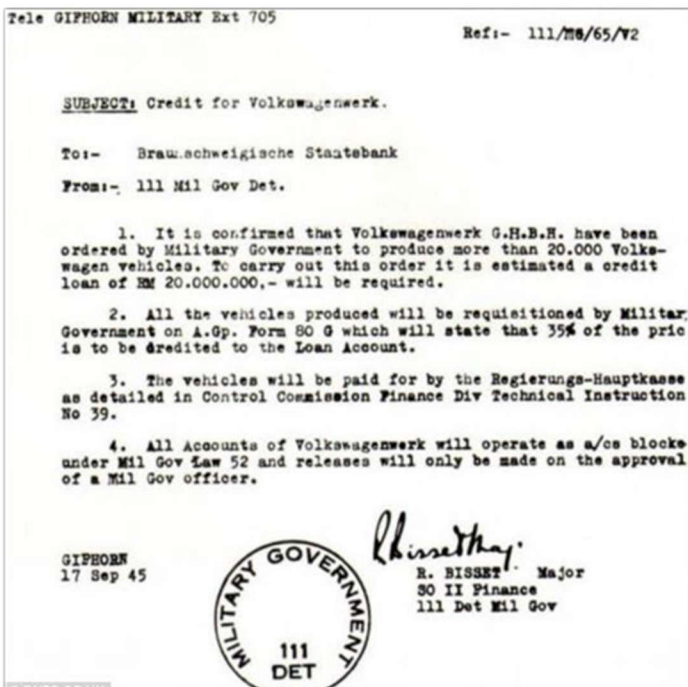 Tele GIFHORN MILITARY Ext 705
Ref:- 111/MG/65/V2
SUBJECT: Credit for Volkswagenwerk.
To:- Braunschweigische Staatsbank
From:- 111 Mil Gov Det.
1. It is confirmed that Volkswagenwerk G.M.B.H. have been
ordered by Military Government to produce more than 20.000 Volks-
wagen vehicles. To carry out this order it is estimated a credit
loan of RM 20.000.000,- will be required.
2. All the vehicles produced will be requisitioned by Militar
Government on A.Gp. Form 80 G which will state that 35% of the pric
is to be dredited to the Loan Account.
3. The vehicles will be paid for by the Regierungs-Hauptkasse
as detailed in Control Commission Finance Div Technical Instruction
No 39.
4. All Accounts of Volkswagenwerk will operate as a/cs blocke
under Mil Gov Law 52 and releases will only be made on the approval
of a Mil Gov officer.
RBisset Maj.
GIFHORN
17 Sep 45
R. BISSET Major
SO II Finance
111 Det Mil Gov
MILITARY GOVERNMENT
111
DET